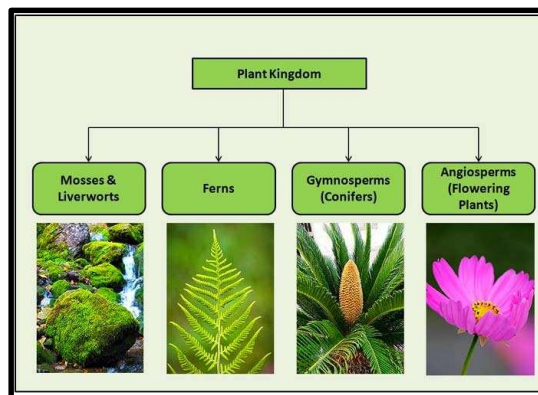 Plant Kingdom
Mosses &
Liverworts
Ferns
Gymnosperms
(Conifers)
Angiosperms
(Flowering
Plants)